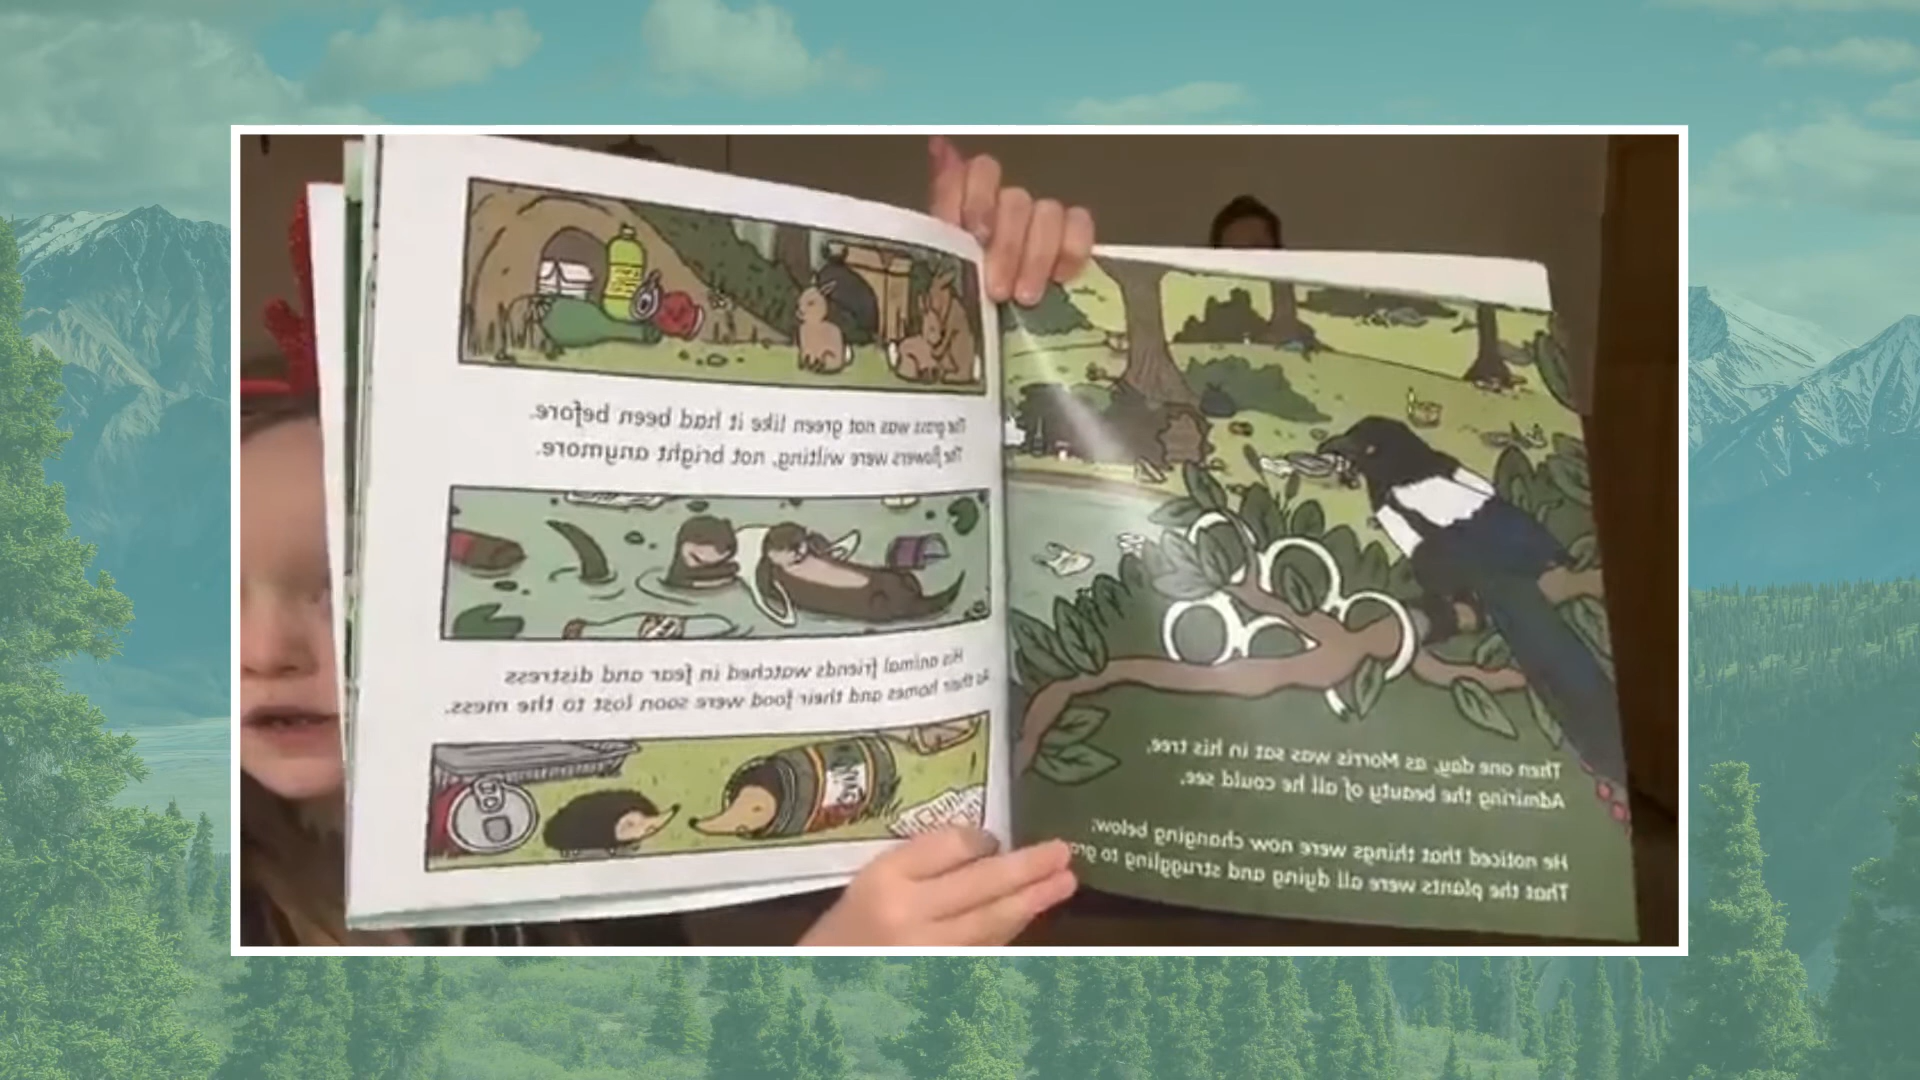 Then one day, as Morris was sat in his tree,
Admiring the beauty of all he could see,
He noticed that things were now changing below;
That the plants were all dying and struggling to
The grass was not green like it had been before.
The flowers were wilting, not bright anymore.
His animal friends watched in fear and distress
As their homes and their food were soon lost to the mess.